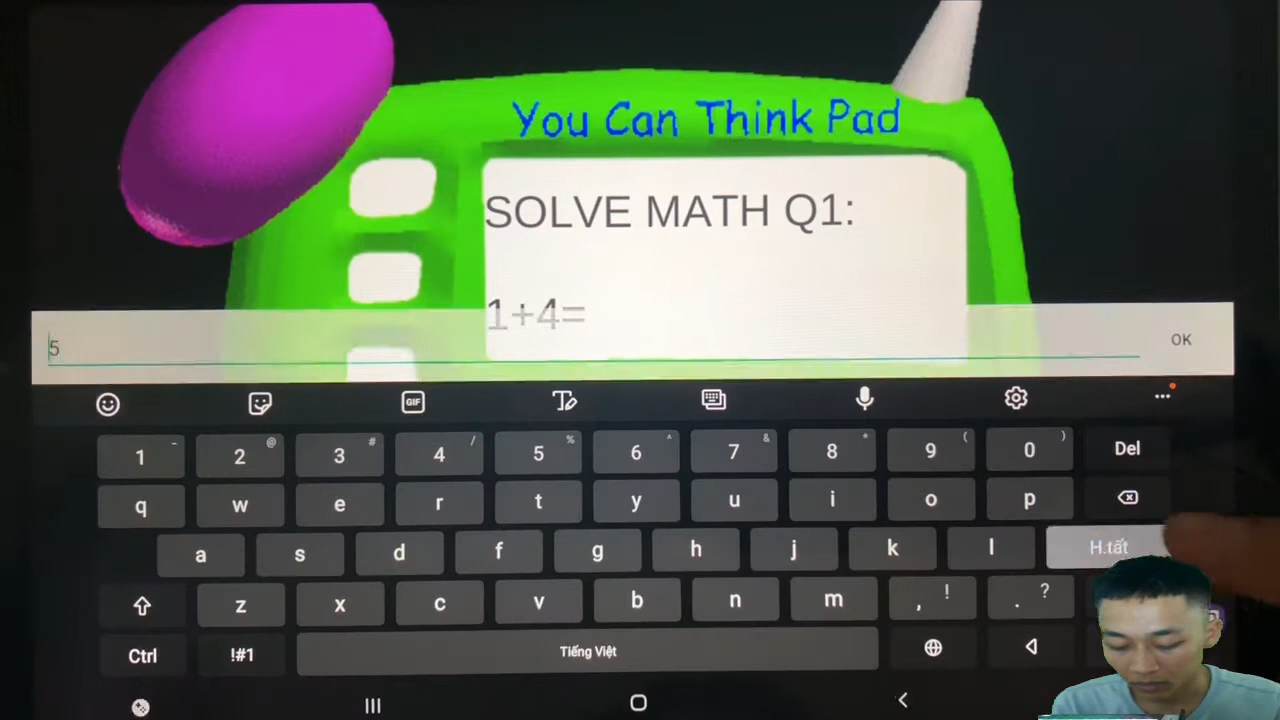 You Can Think Pad
SOLVE MATH Q1:
1+4=
5
OK
GIF
1 - 2 @ 3 # 4 / 5 % 6 ^ 7 & 8 * 9 ( 0 ) Del
q w e r t y u i o p
a s d f g h j k l H.tất
z x c v b n m , ! . ?
Ctrl !#1 Tiếng Việt